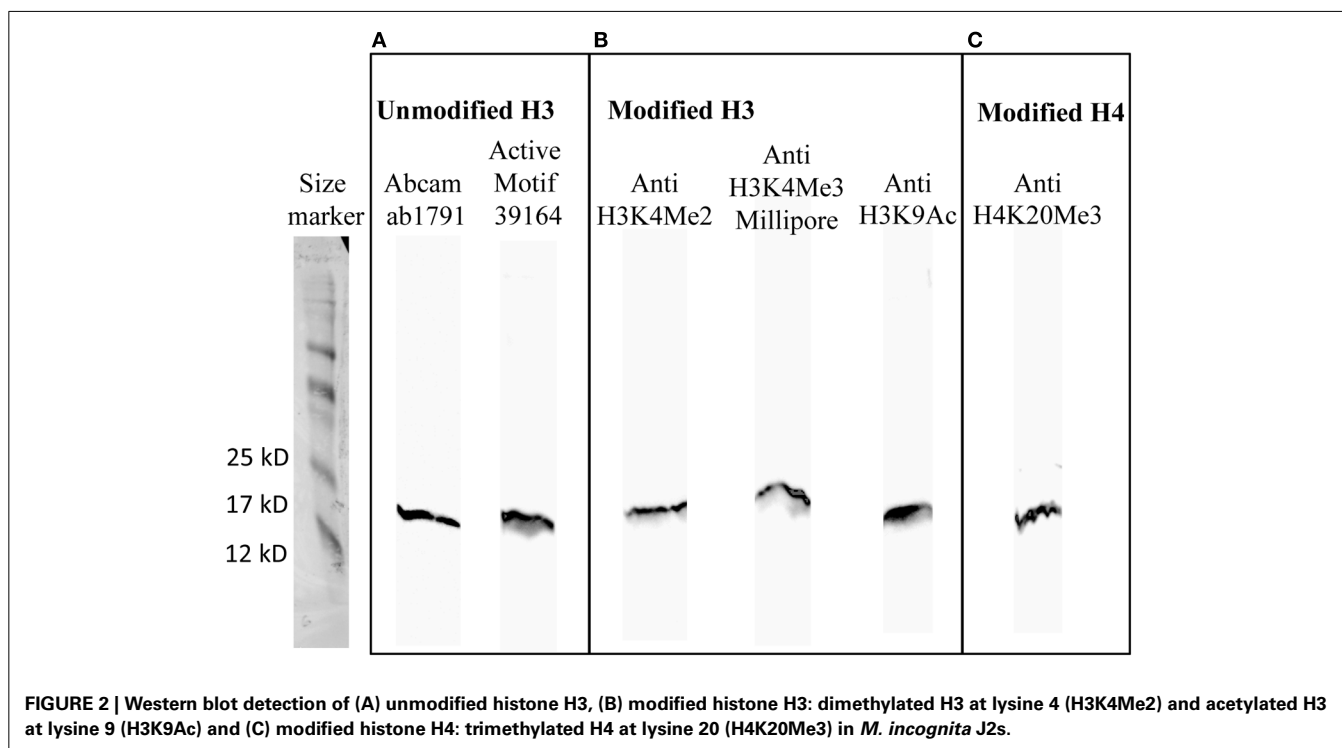 A
B
C
Unmodified H3
Modified H3
Modified H4
Size
marker
Abcam
ab1791
Active
Motif
39164
Anti
H3K4Me2
Anti
H3K4Me3
Millipore
Anti
H3K9Ac
Anti
H4K20Me3
25 kD
17 kD
12 kD
FIGURE 2 | Western blot detection of (A) unmodified histone H3, (B) modified histone H3: dimethylated H3 at lysine 4 (H3K4Me2) and acetylated H3
at lysine 9 (H3K9Ac) and (C) modified histone H4: trimethylated H4 at lysine 20 (H4K20Me3) in M. incognita J2s.